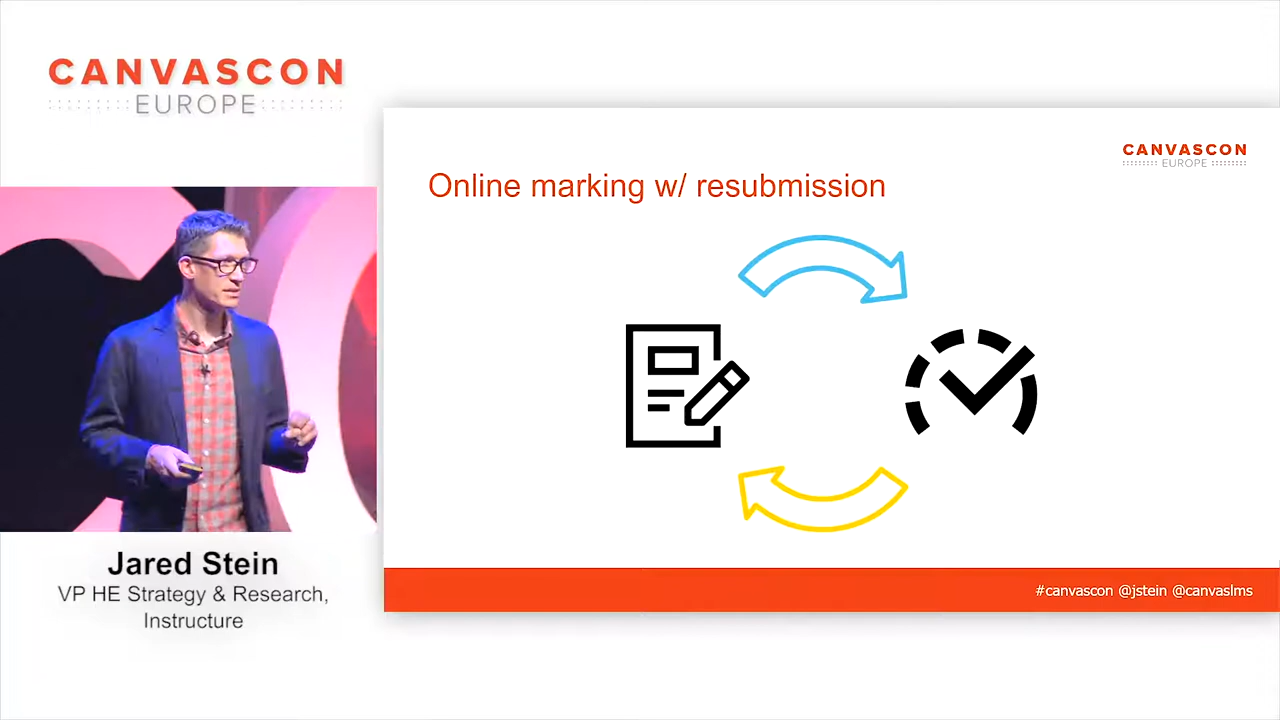 CANVASCON
EUROPE
CANVASCON
EUROPE
Online marking w/ resubmission
Jared Stein
VP HE Strategy & Research,
Instructure
#canvascon @jstein @canvaslms